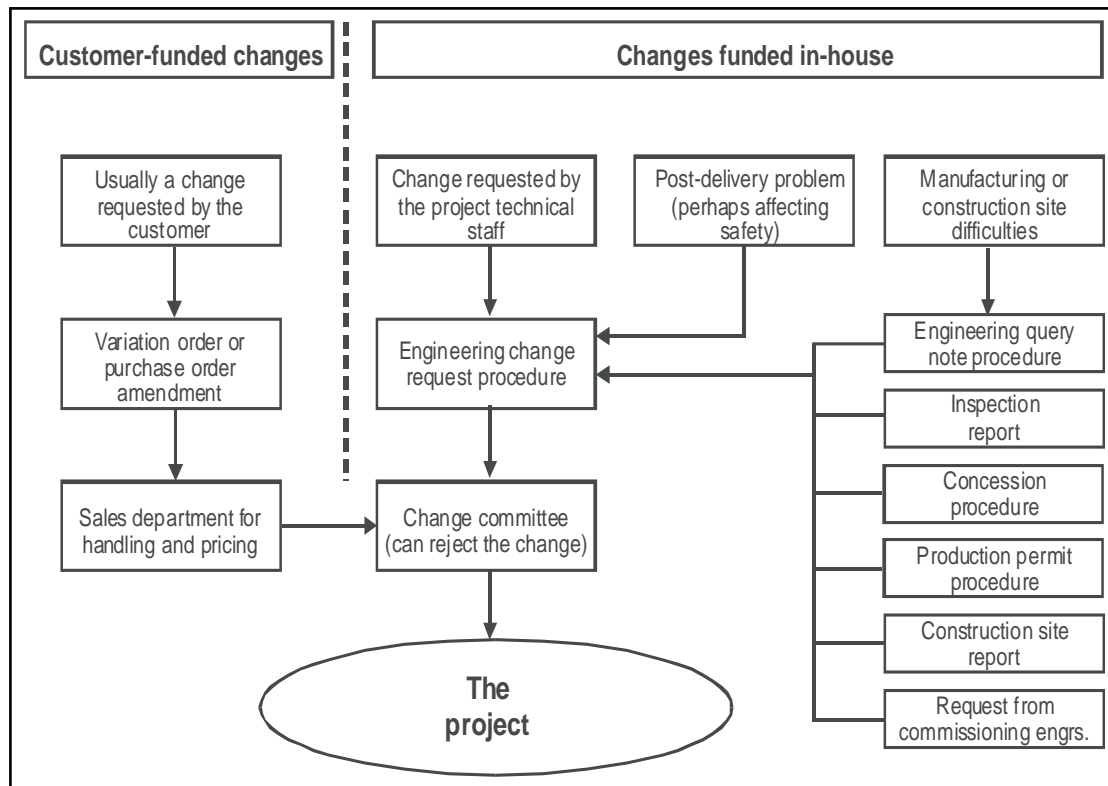 Customer-funded changes
Changes funded in-house
Usually a change
requested by the
customer
Change requested by
the project technical
staff
Post-delivery problem
(perhaps affecting
safety)
Manufacturing or
construction site
difficulties
Variation order or
purchase order
amendment
Engineering change
request procedure
Engineering query
note procedure
Inspection
report
Concession
procedure
Sales department for
handling and pricing
Change committee
(can reject the change)
Production permit
procedure
Construction site
report
Request from
commissioning engrs.
The
project